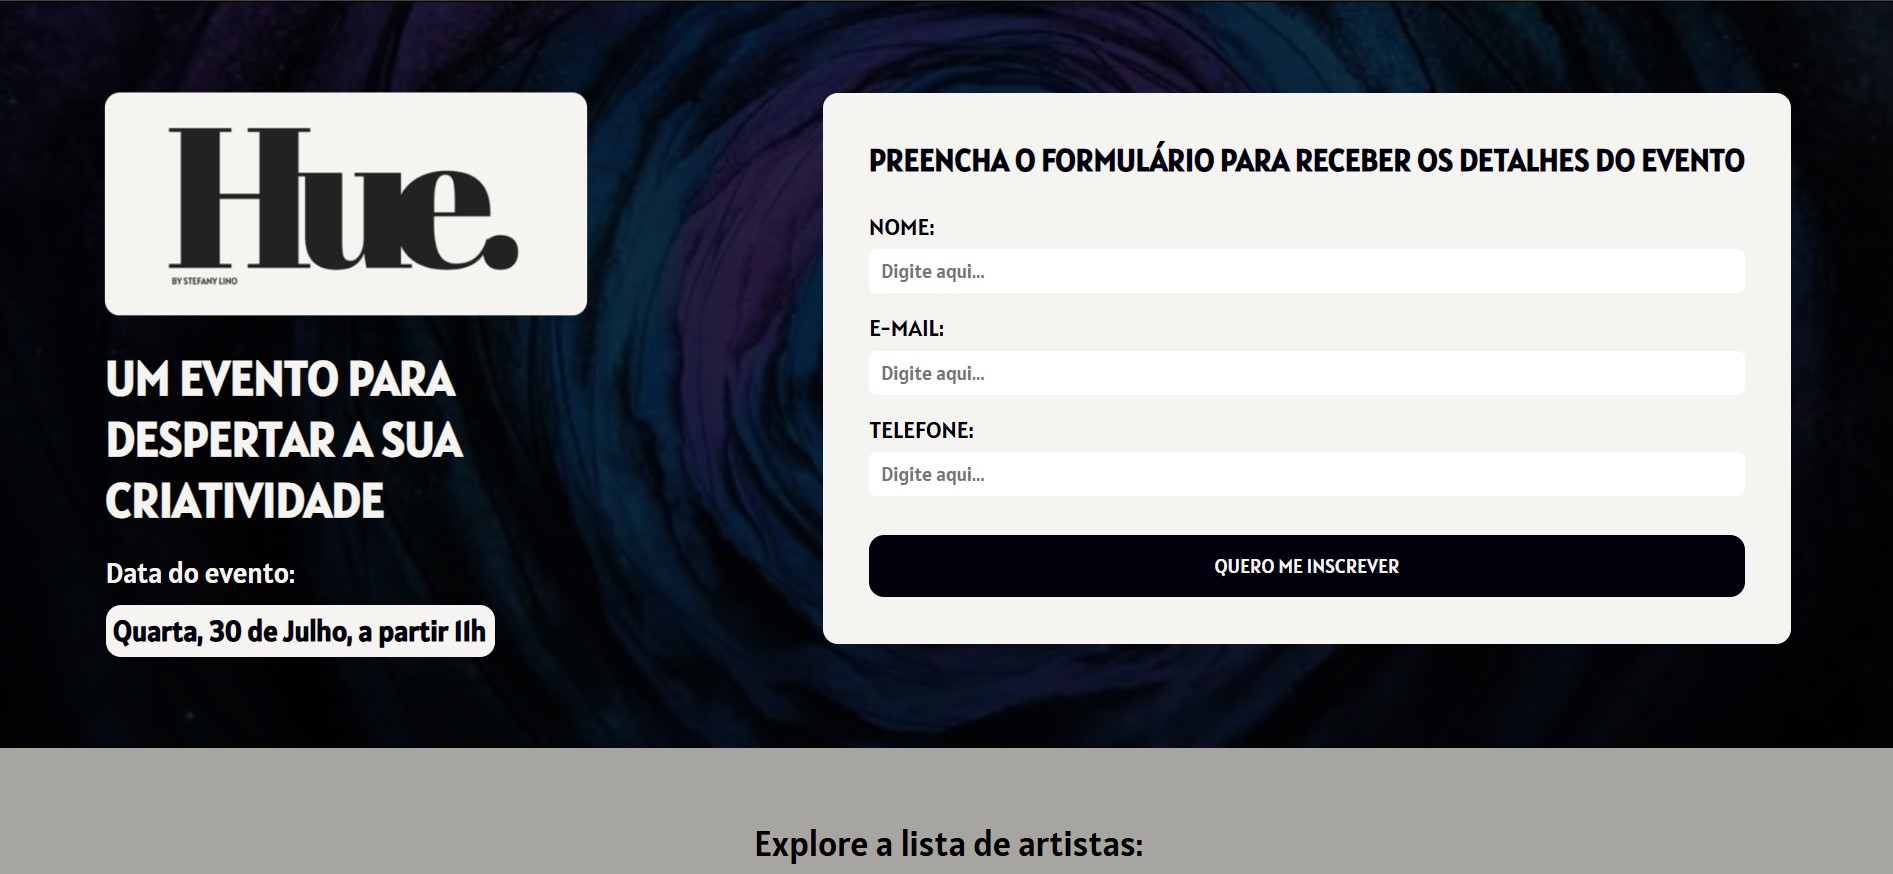 Hue.
BY STEFANY LINO
UM EVENTO PARA
DESPERTAR A SUA
CRIATIVIDADE
Data do evento:
Quarta, 30 de Julho, a partir 11h
PREENCHA O FORMULÁRIO PARA RECEBER OS DETALHES DO EVENTO
NOME:
Digite aqui...
E-MAIL:
Digite aqui...
TELEFONE:
Digite aqui...
QUERO ME INSCREVER
Explore a lista de artistas: